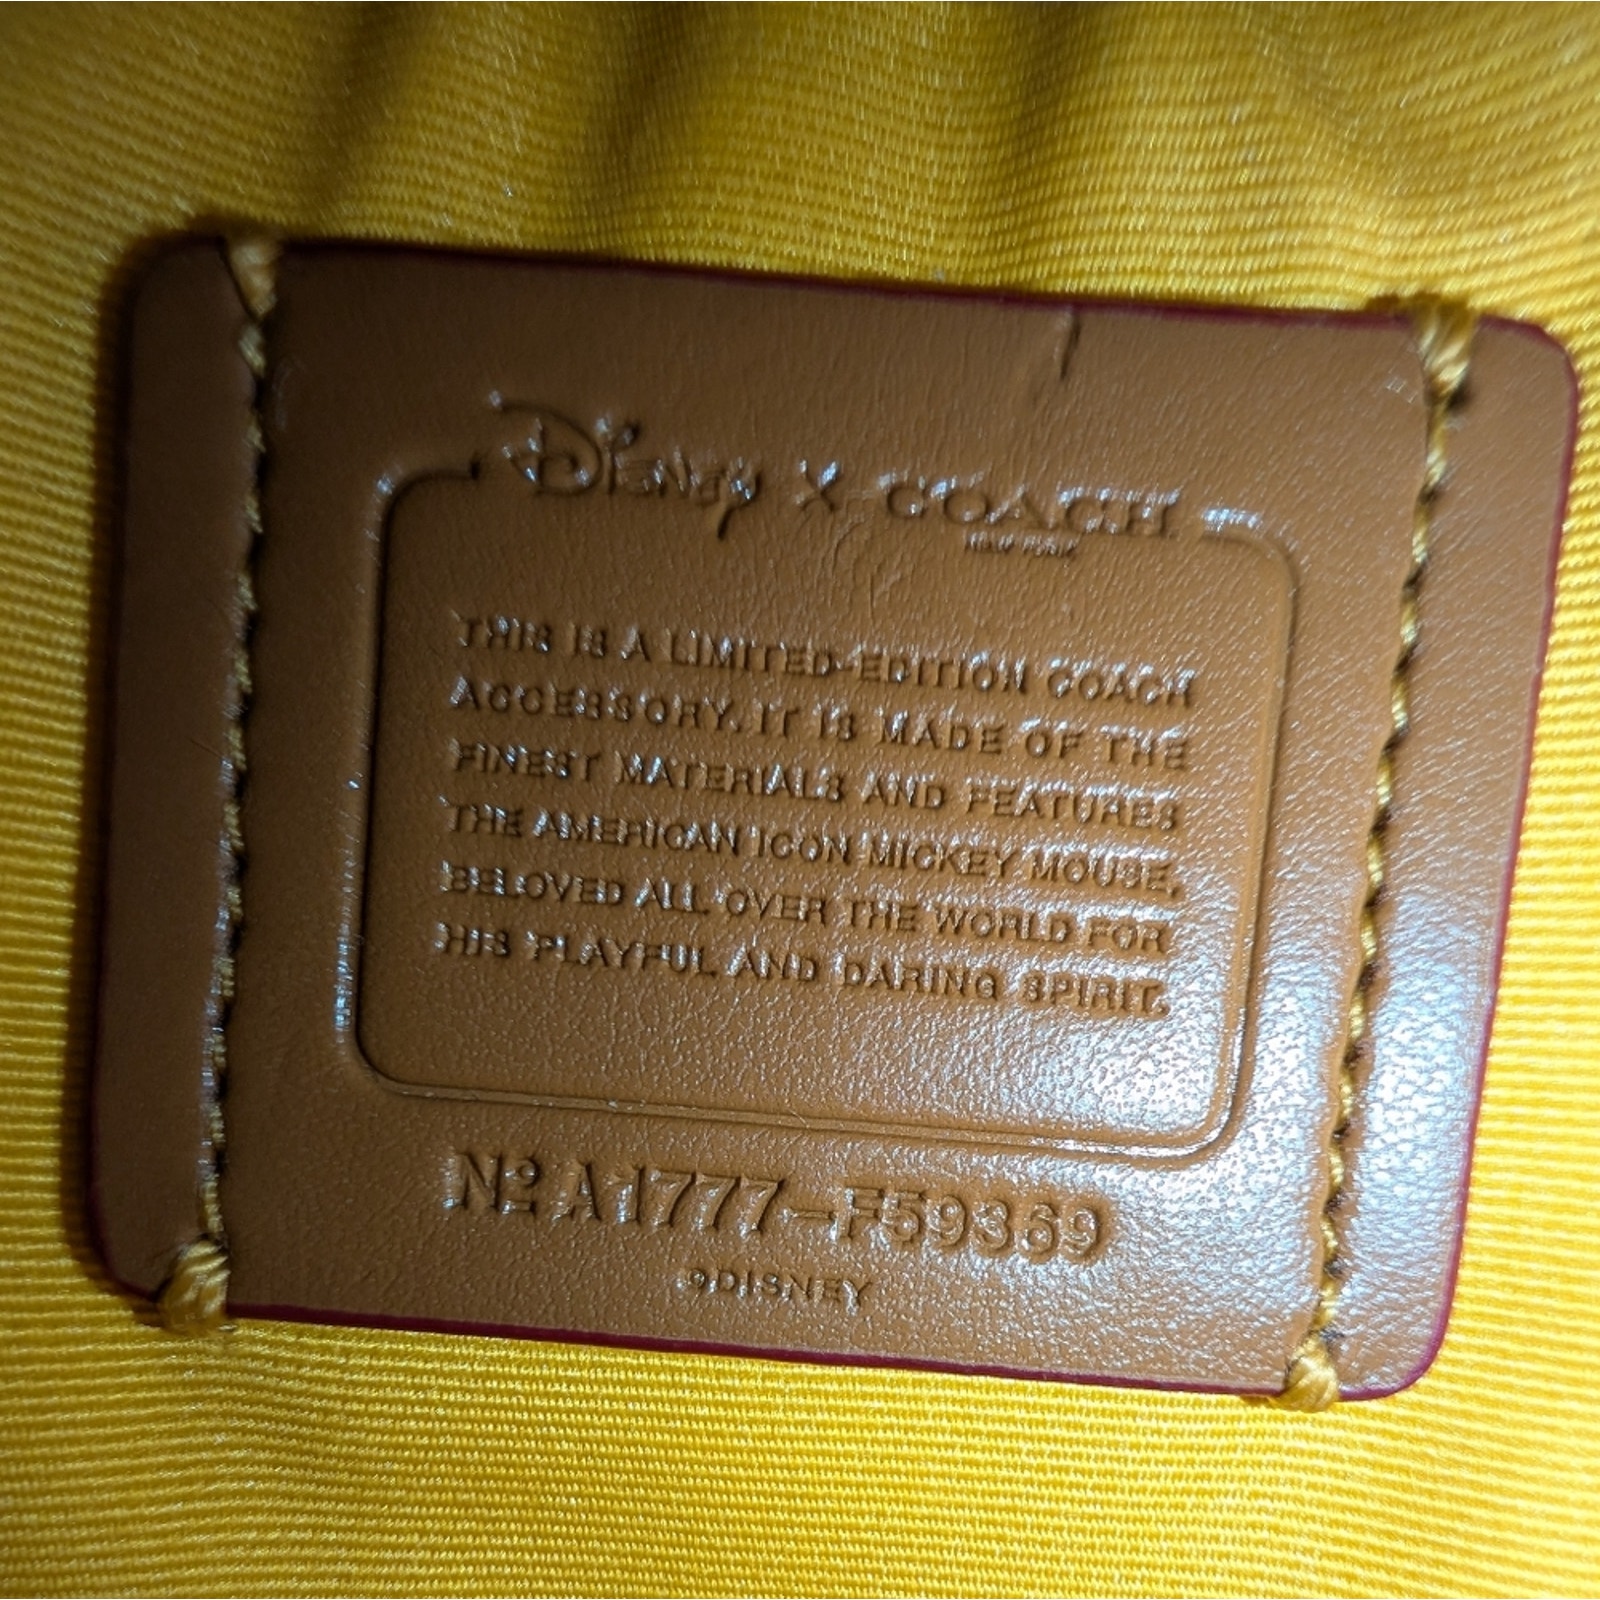 Disney X COACH
NEW YORK
THIS IS A LIMITED-EDITION COACH
ACCESSORY. IT IS MADE OF THE
FINEST MATERIALS AND FEATURES
THE AMERICAN ICON MICKEY MOUSE,
BELOVED ALL OVER THE WORLD FOR
HIS PLAYFUL AND DARING SPIRIT.
Nº A1777-F59369
©DISNEY